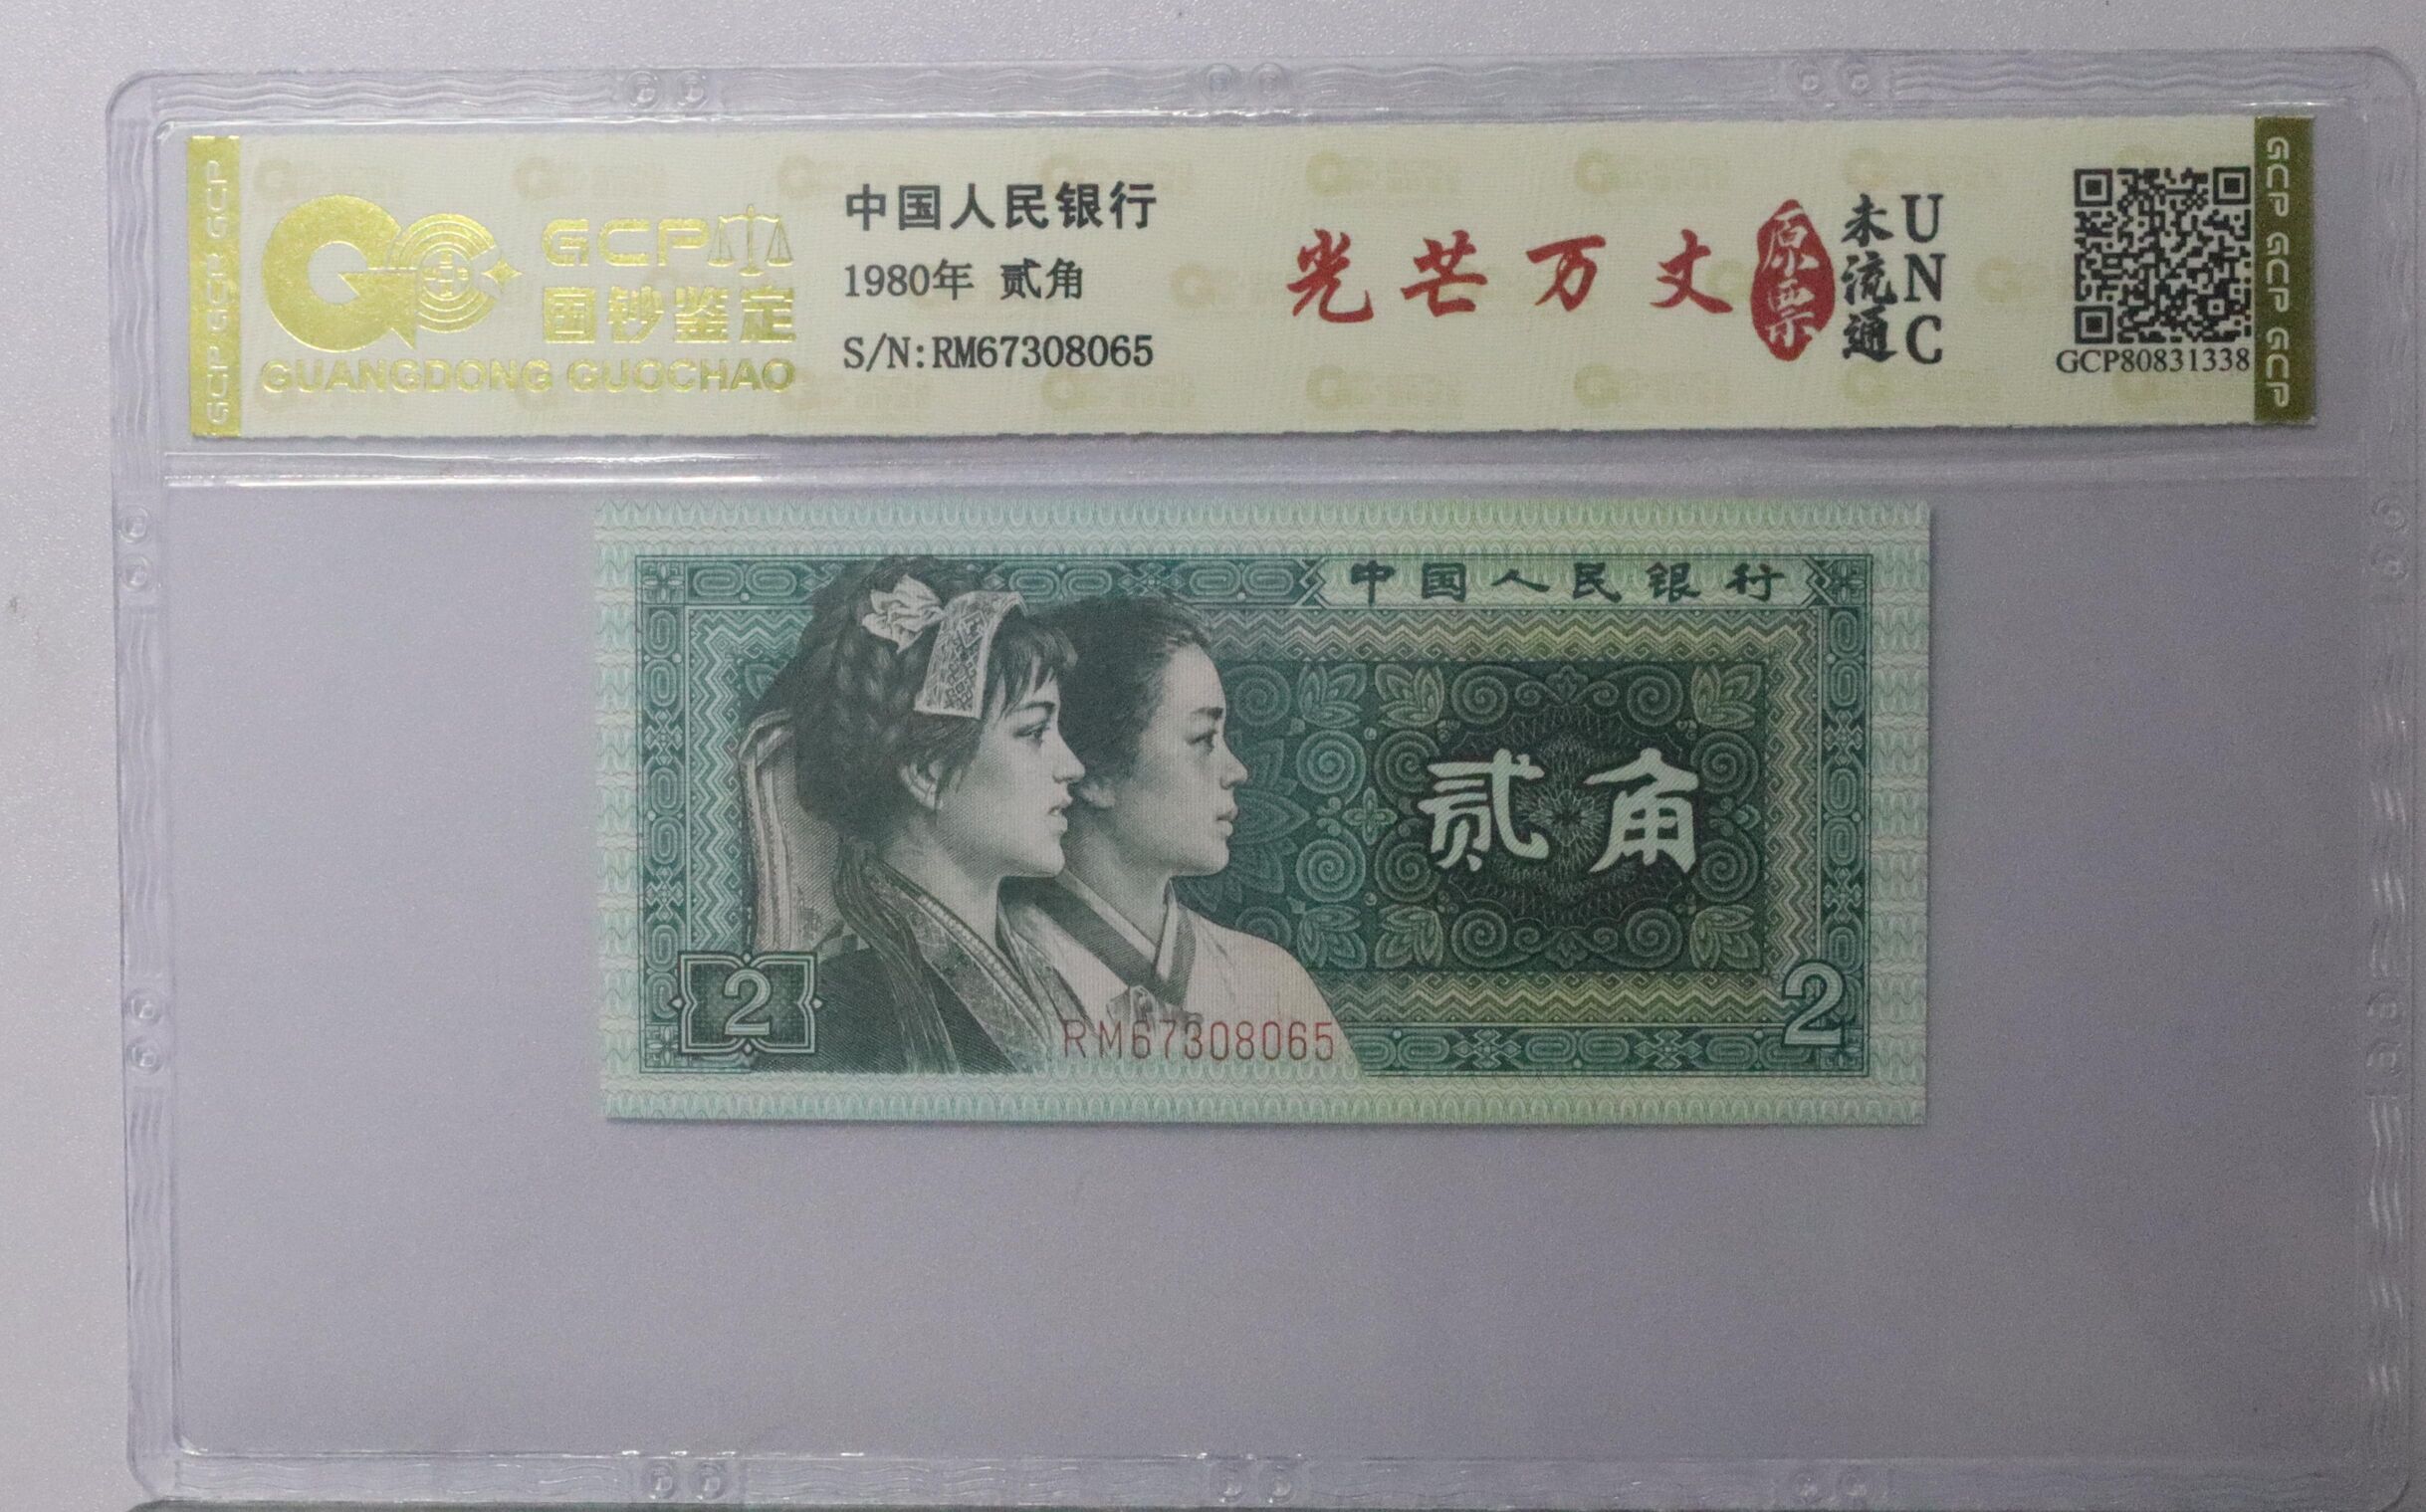 GCP GCP GCP
GCP
国钞鉴定
GUANGDONG GUOCHAO
中国人民银行
1980年 贰角
S/N:RM67308065
光芒万丈
原票
未流通
UNC
GCP80831338
GCP GCP GCP
中国人民银行
贰角
2
2
RM67308065